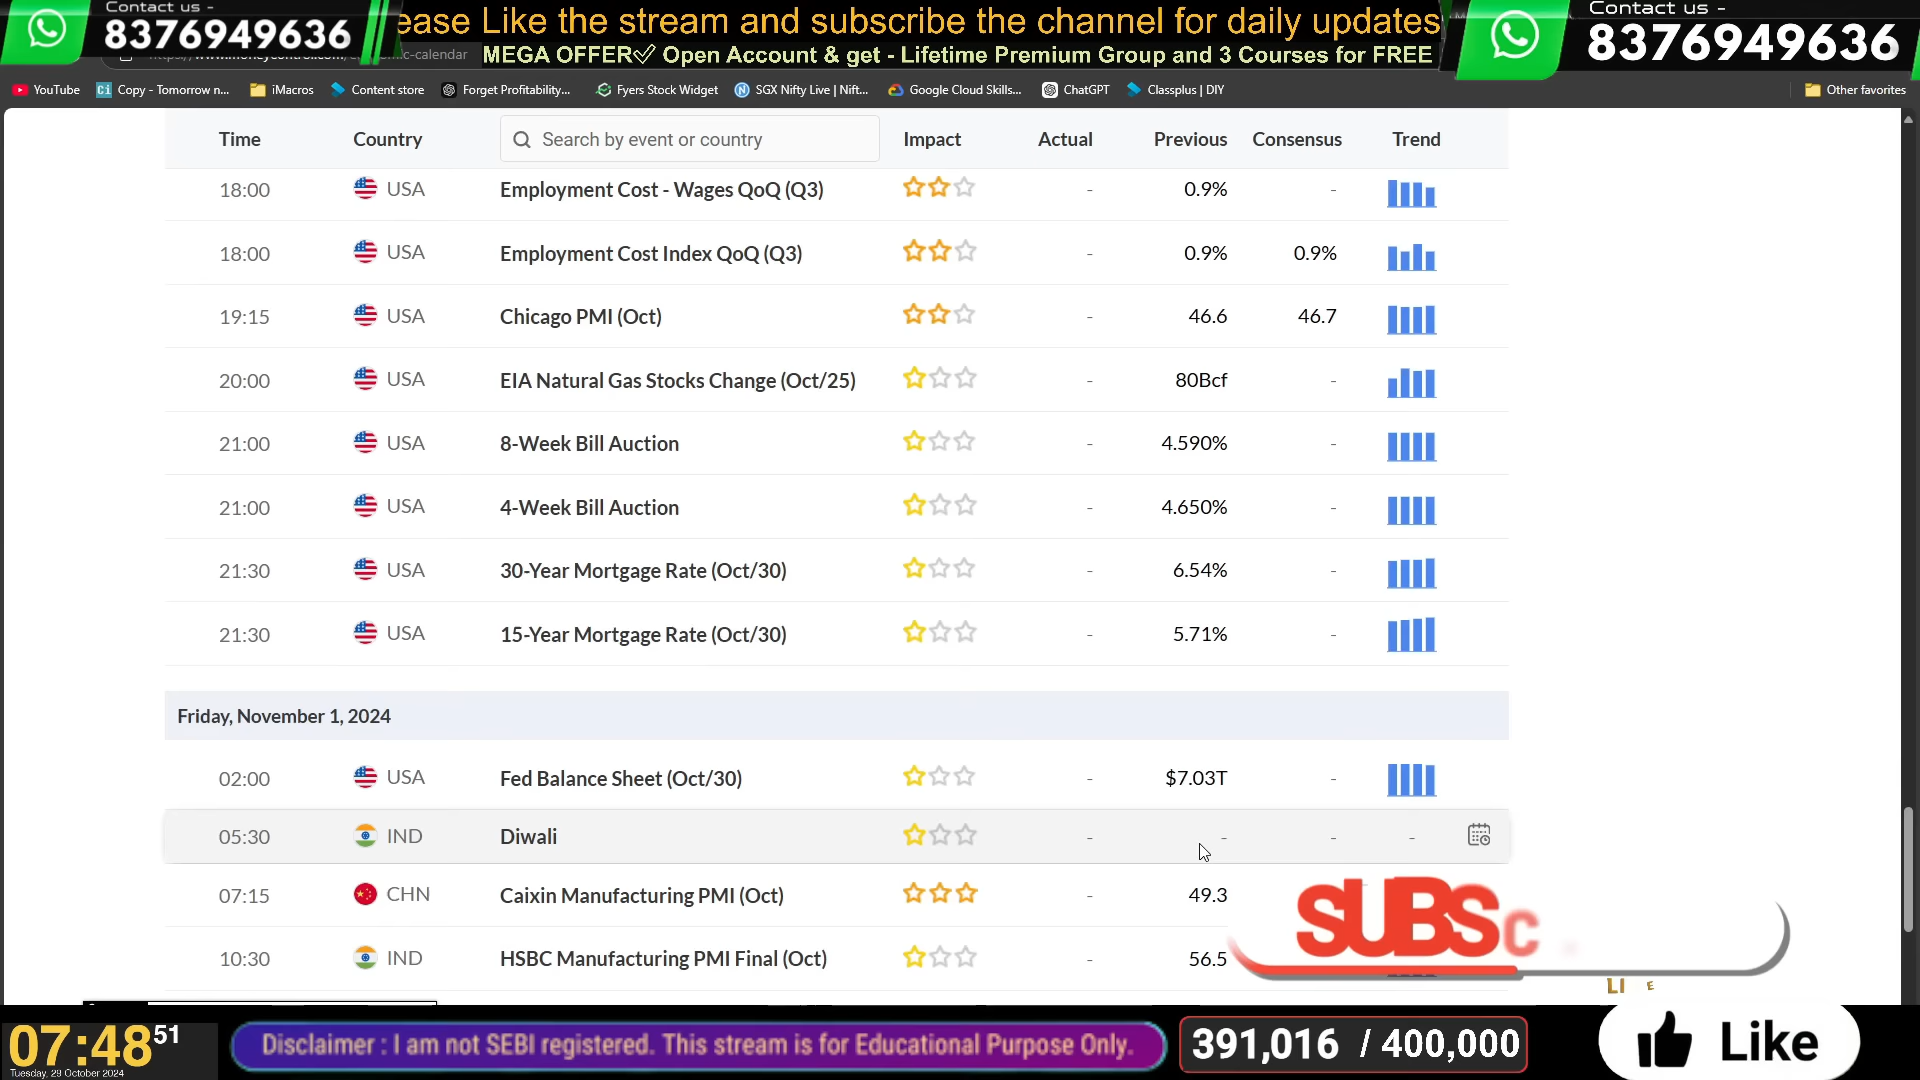 Contact us -
8376949636
ease Like the stream and subscribe the channel for daily updates
MEGA OFFER✓ Open Account & get - Lifetime Premium Group and 3 Courses for FREE
Contact us -
8376949636
YouTube Copy - Tomorrow n... iMacros Content store Forget Profitability... Fyers Stock Widget SGX Nifty Live | Nift... Google Cloud Skills... ChatGPT Classplus | DIY Other favorites
Time Country Search by event or country Impact Actual Previous Consensus Trend
18:00 USA Employment Cost - Wages QoQ (Q3) - 0.9% -
18:00 USA Employment Cost Index QoQ (Q3) - 0.9% 0.9%
19:15 USA Chicago PMI (Oct) - 46.6 46.7
20:00 USA EIA Natural Gas Stocks Change (Oct/25) - 80Bcf -
21:00 USA 8-Week Bill Auction - 4.590% -
21:00 USA 4-Week Bill Auction - 4.650% -
21:30 USA 30-Year Mortgage Rate (Oct/30) - 6.54% -
21:30 USA 15-Year Mortgage Rate (Oct/30) - 5.71% -
Friday, November 1, 2024
02:00 USA Fed Balance Sheet (Oct/30) - $7.03T -
05:30 IND Diwali - - - -
07:15 CHN Caixin Manufacturing PMI (Oct) - 49.3
10:30 IND HSBC Manufacturing PMI Final (Oct) - 56.5
SUBSC
LI E
07:48 51
Tuesday, 29 October 2024
Disclaimer : I am not SEBI registered. This stream is for Educational Purpose Only.
391,016 / 400,000
Like